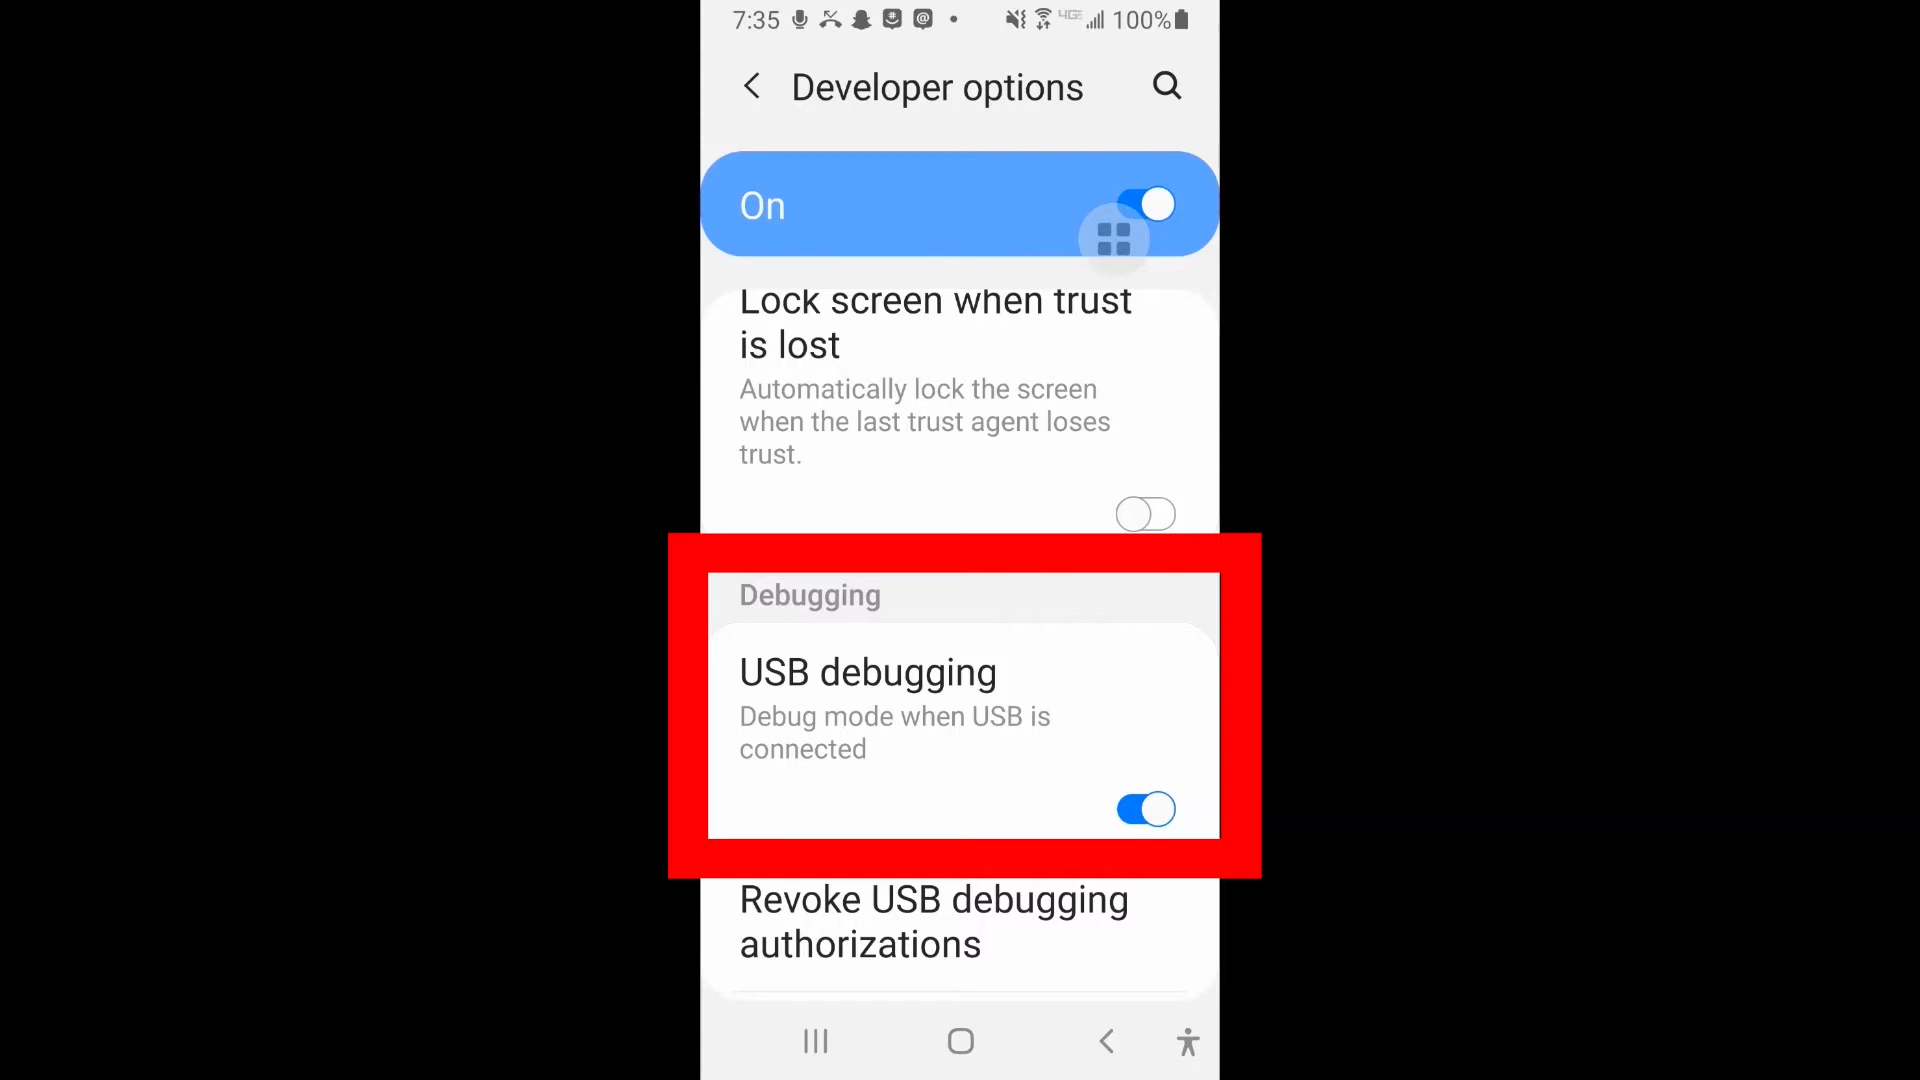 7:35 4GE 100%
Developer options
On
Lock screen when trust
is lost
Automatically lock the screen
when the last trust agent loses
trust.
Debugging
USB debugging
Debug mode when USB is
connected
Revoke USB debugging
authorizations